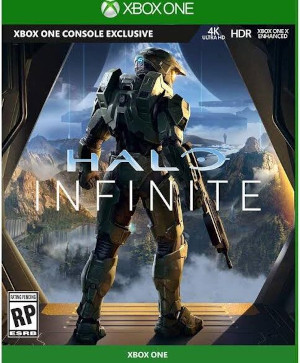 XBOX ONE
XBOX ONE CONSOLE EXCLUSIVE
4K
ULTRA HD
HDR
XBOX ONE X
ENHANCED
HALO
INFINITE
RATING PENDING
RP
ESRB
XBOX ONE